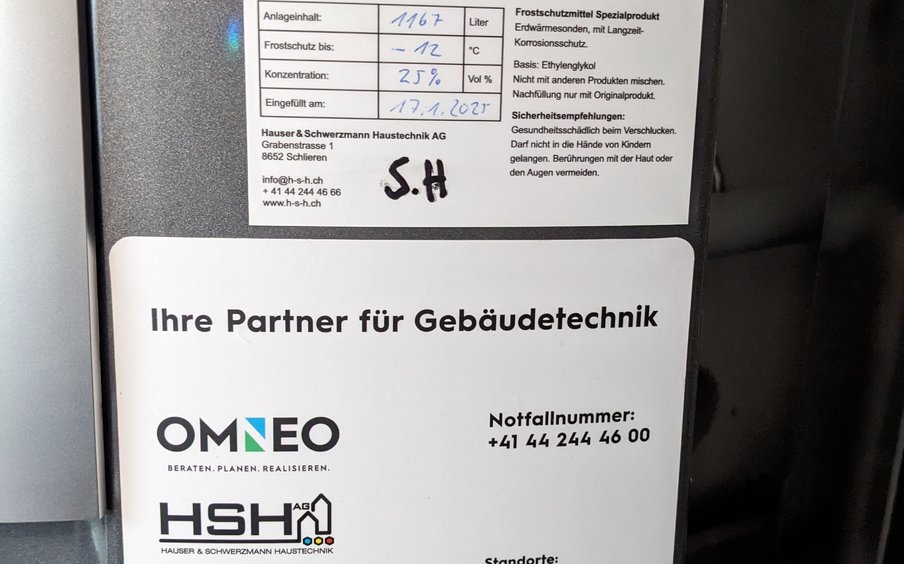 Anlageinhalt: 1167 Liter
Frostschutz bis: - 12 °C
Konzentration: 25% Vol %
Eingefüllt am: 17.1.2025
Hauser & Schwerzmann Haustechnik AG
Grabenstrasse 1
8652 Schlieren
info@h-s-h.ch
+ 41 44 244 46 66
www.h-s-h.ch
S.H
Frostschutzmittel Spezialprodukt
Erdwärmesonden, mit Langzeit-
Korrosionsschutz.
Basis: Ethylenglykol
Nicht mit anderen Produkten mischen.
Nachfüllung nur mit Originalprodukt.
Sicherheitsempfehlungen:
Gesundheitsschädlich beim Verschlucken.
Darf nicht in die Hände von Kindern
gelangen. Berührungen mit der Haut oder
den Augen vermeiden.
Ihre Partner für Gebäudetechnik
OMNEO
BERATEN. PLANEN. REALISIEREN.
HSH AG
HAUSER & SCHWERZMANN HAUSTECHNIK
Notfallnummer:
+41 44 244 46 00
Standorte: